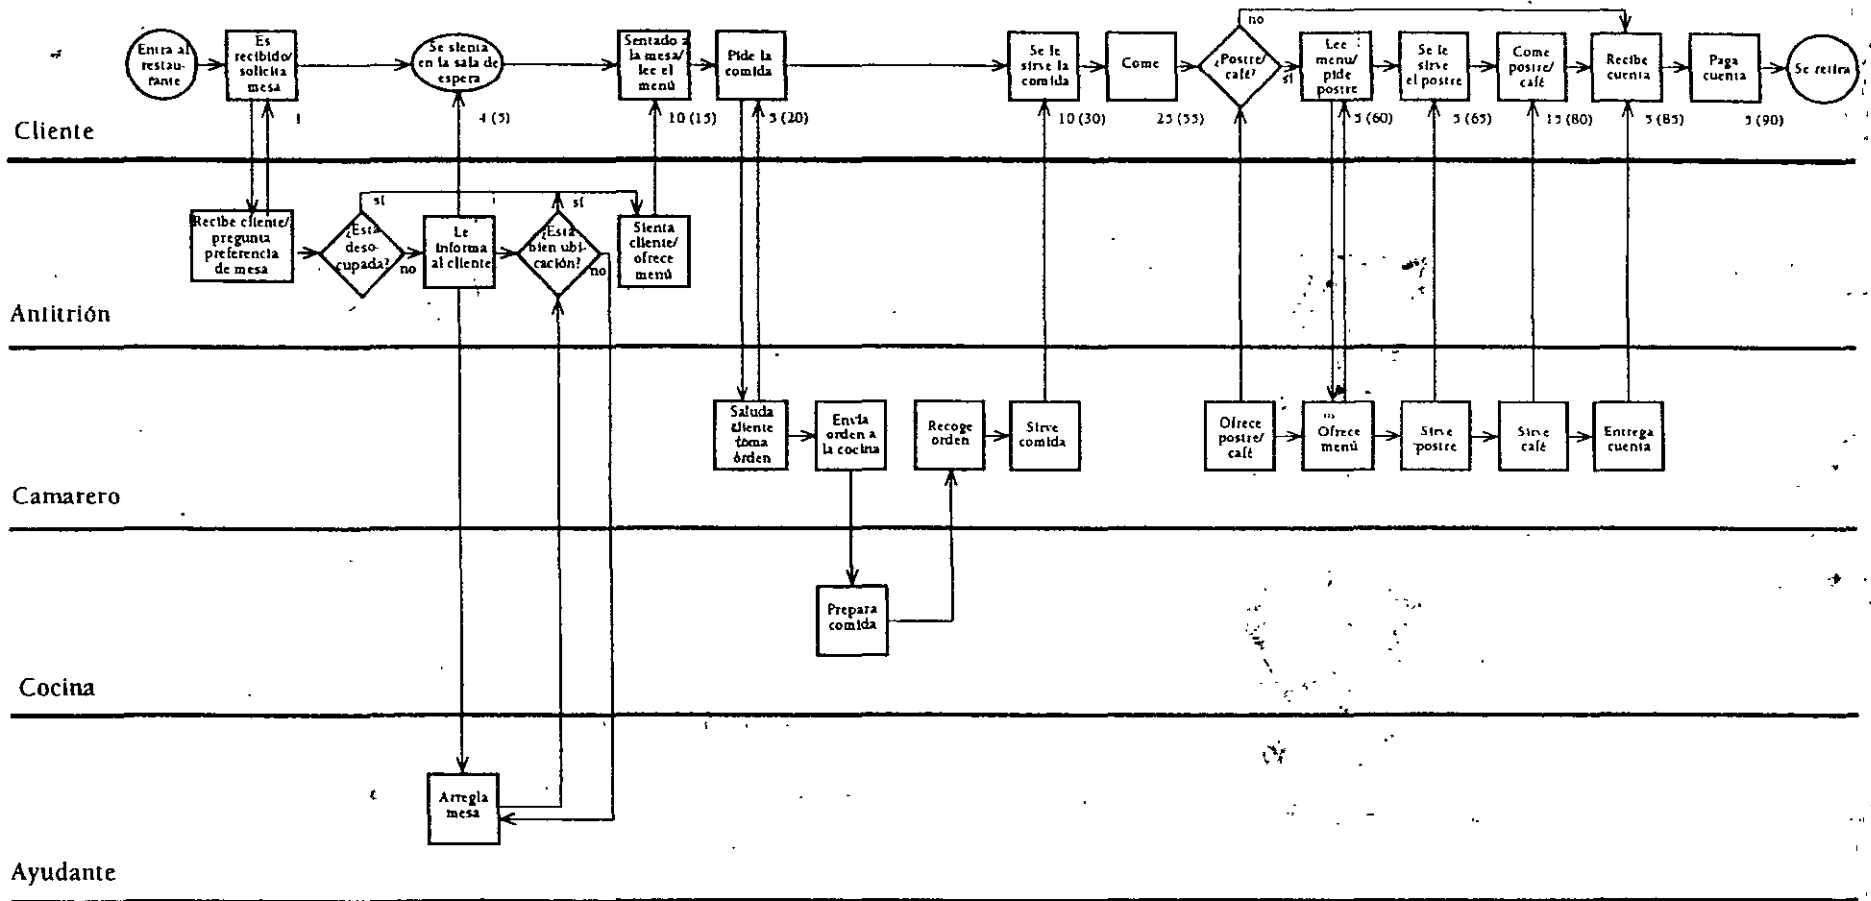 Entra al
restau-
rante
Es
recibido/
solicita
mesa
1
Se sienta
en la sala de
espera
4 (5)
Sentado a
la mesa/
lee el
menú
10 (15)
Pide la
comida
5 (20)
Se le
sirve la
comida
10 (30)
Come
25 (55)
¿Postre/
café?
no
sí
Lee
menu/
pide
postre
5 (60)
Se le
sirve
el postre
5 (65)
Come
postre/
café
15 (80)
Recibe
cuenta
5 (85)
Paga
cuenta
5 (90)
Se retira
Cliente
Recibe cliente/
pregunta
preferencia
de mesa
¿Está
deso-
cupada?
sí
no
Le
informa
al cliente
¿Está
bien ubi-
cación?
sí
no
Sienta
cliente/
ofrece
menú
Anfitrión
Saluda
cliente
toma
órden
Envía
orden a
la cocina
Recoge
orden
Sirve
comida
Ofrece
postre/
café
Ofrece
menú
Sirve
postre
Sirve
café
Entrega
cuenta
Camarero
Prepara
comida
Cocina
Arregla
mesa
Ayudante